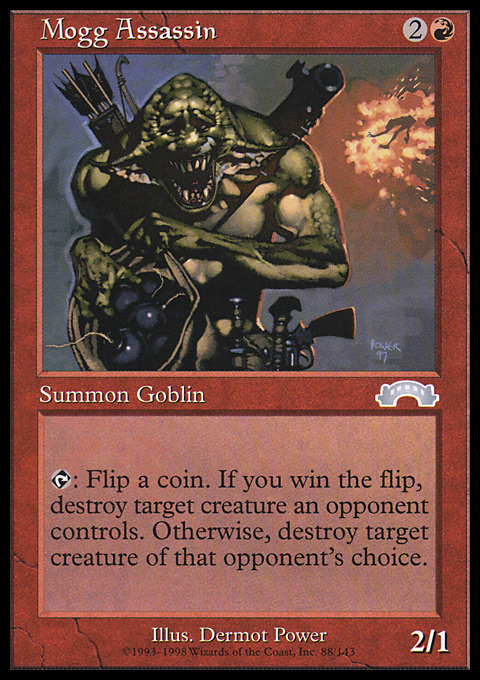 Mogg Assassin 2
POWER
97
Summon Goblin
: Flip a coin. If you win the flip,
destroy target creature an opponent
controls. Otherwise, destroy target
creature of that opponent's choice.
Illus. Dermot Power
©1993–1998 Wizards of the Coast, Inc. 88/143
2/1